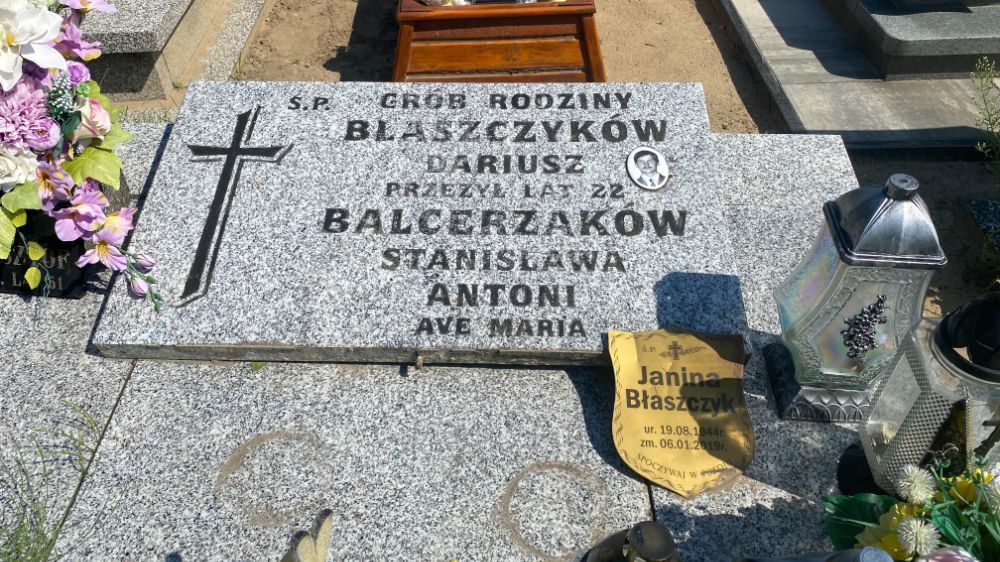 Ś.P. GRÓB RODZINY
BŁASZCZYKÓW
DARIUSZ
PRZEŻYŁ LAT 22
BALCERZAKÓW
STANISŁAWA
ANTONI
AVE MARIA
Ś.P.
Janina
Błaszczyk
ur. 19.08.1944r.
zm. 06.01.2019r.
SPOCZYWAJ W